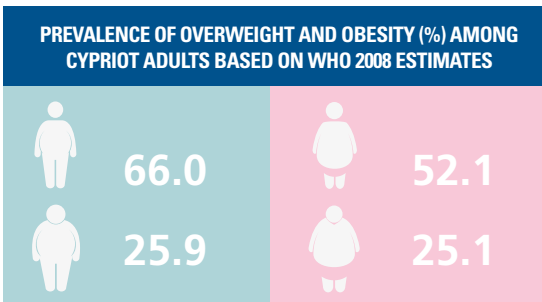 PREVALENCE OF OVERWEIGHT AND OBESITY (%) AMONG
CYPRIOT ADULTS BASED ON WHO 2008 ESTIMATES
66.0 52.1
25.9 25.1